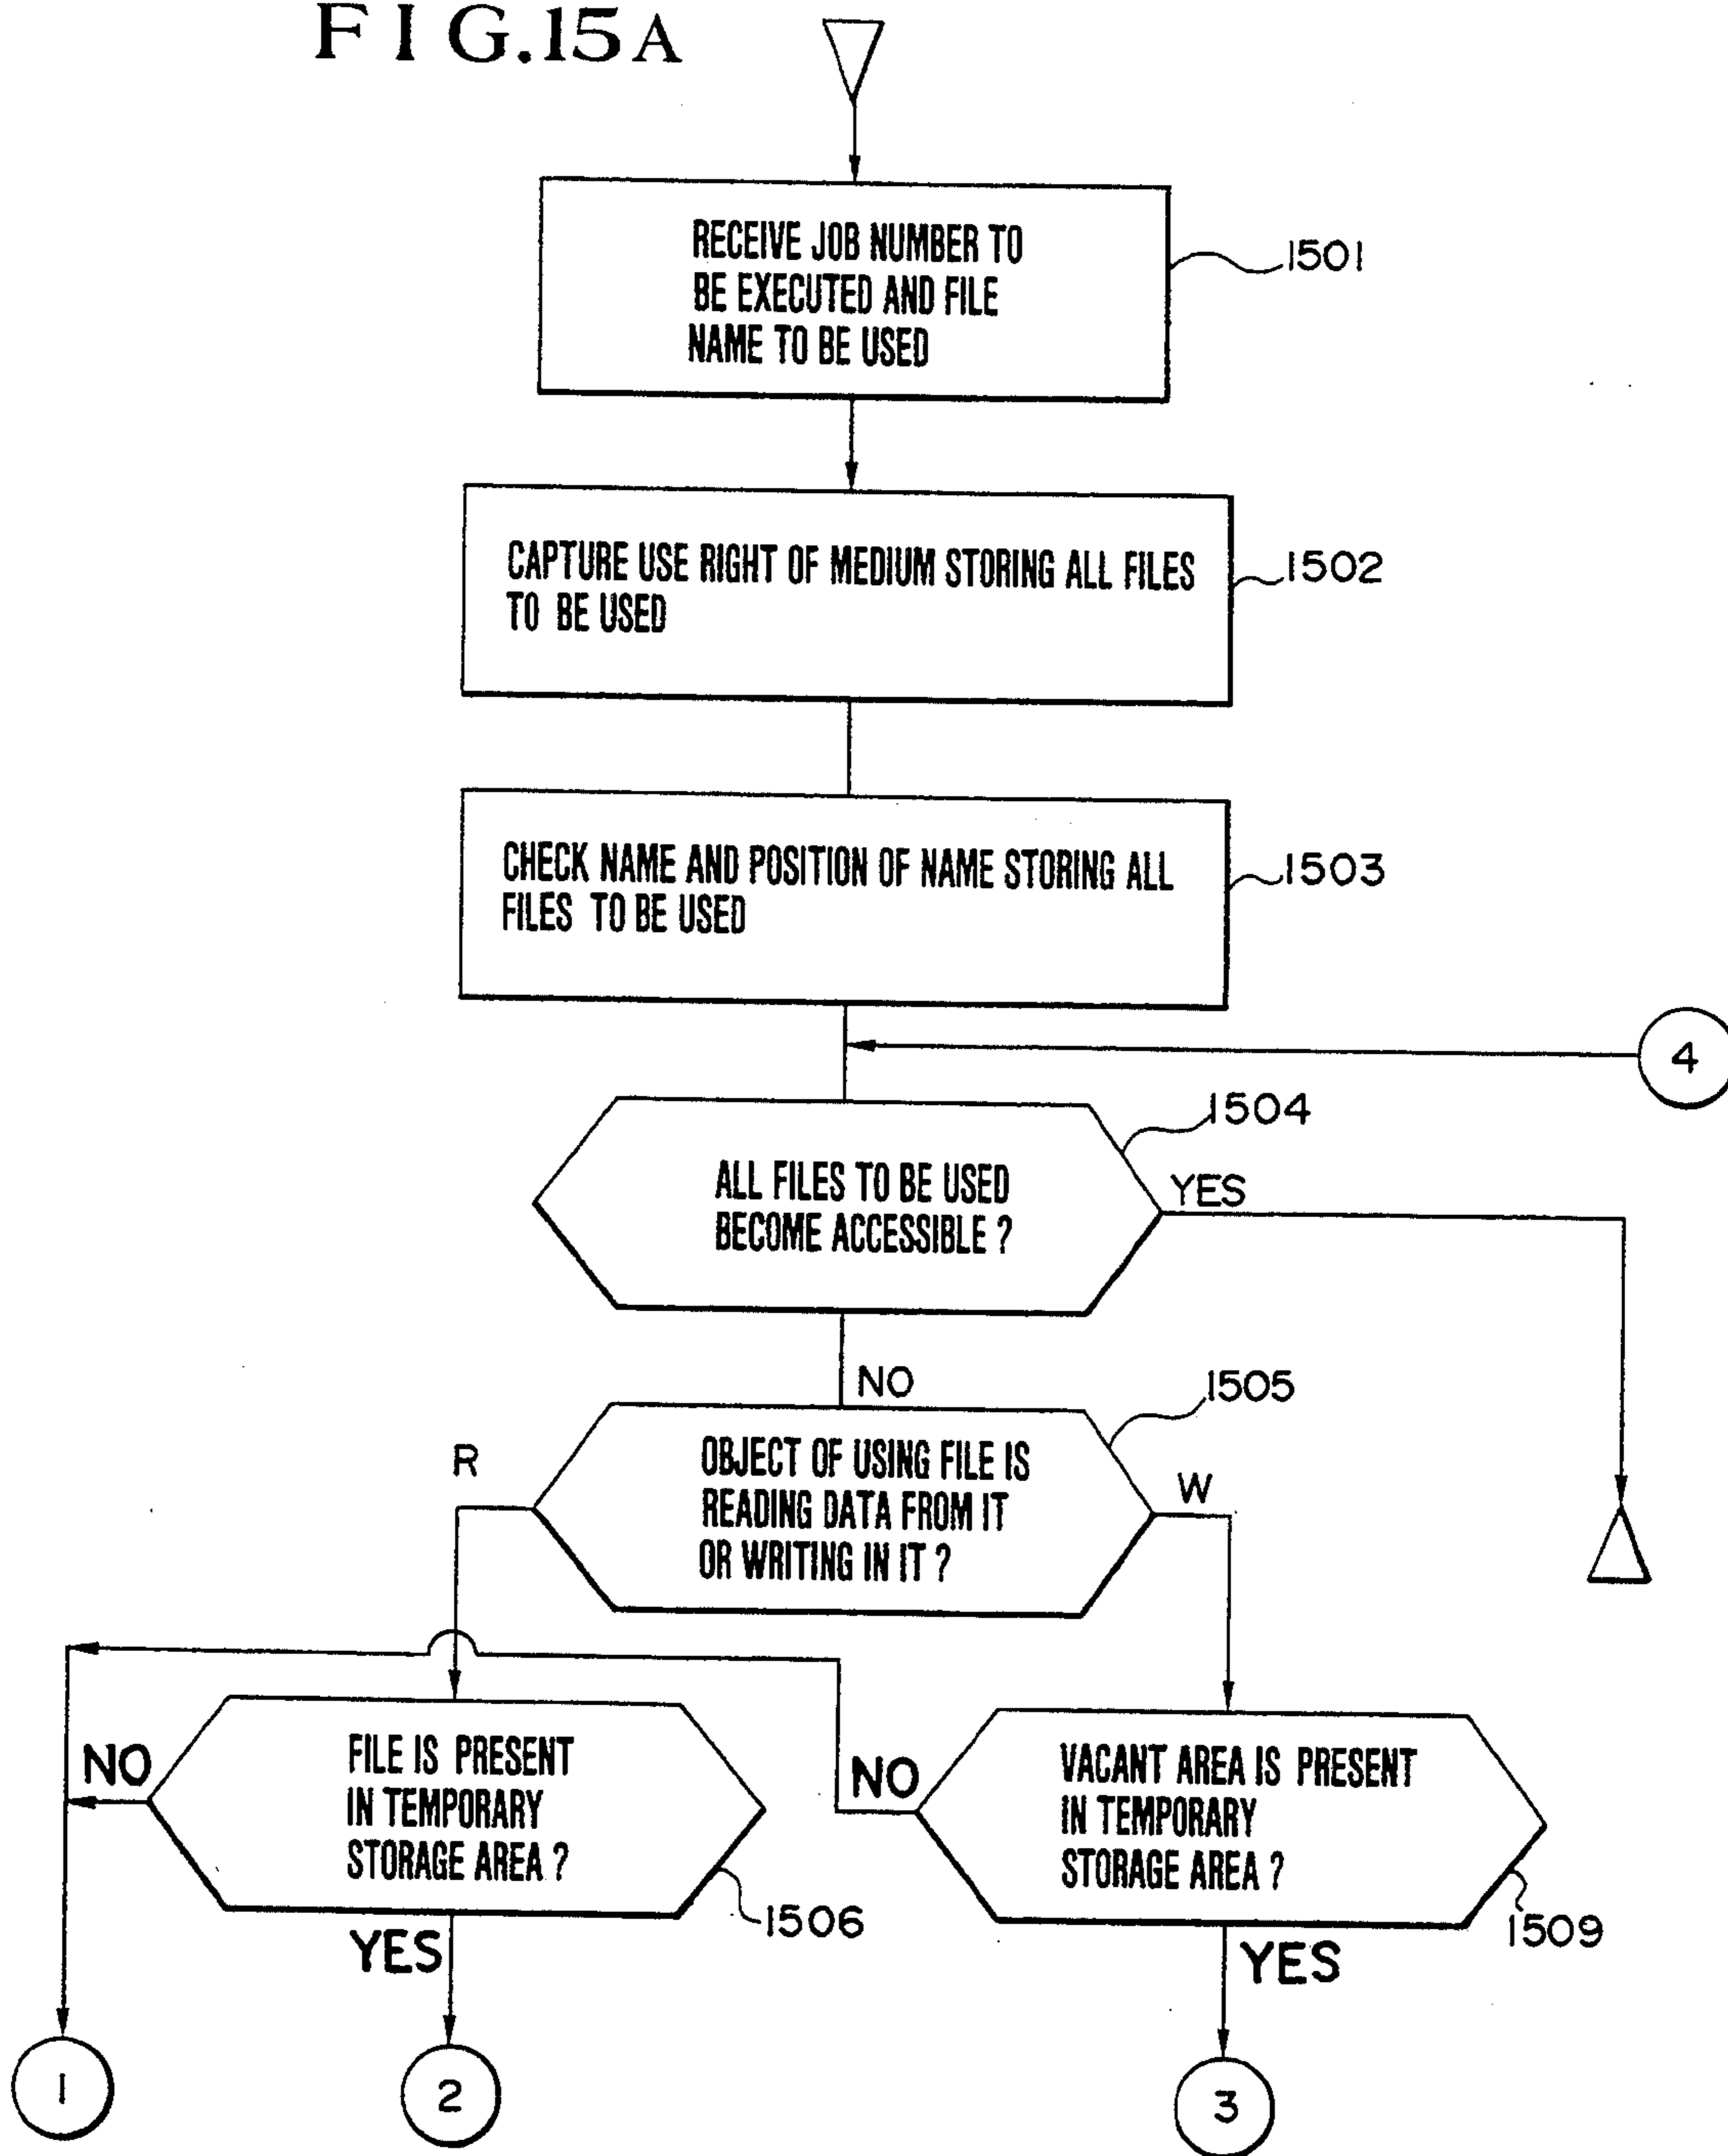 FIG.15A
RECEIVE JOB NUMBER TO
BE EXECUTED AND FILE
NAME TO BE USED
1501
CAPTURE USE RIGHT OF MEDIUM STORING ALL FILES
TO BE USED
1502
CHECK NAME AND POSITION OF NAME STORING ALL
FILES TO BE USED
1503
4
1504
ALL FILES TO BE USED
BECOME ACCESSIBLE ?
YES
NO
1505
R
OBJECT OF USING FILE IS
READING DATA FROM IT
OR WRITING IN IT ?
W
NO
FILE IS PRESENT
IN TEMPORARY
STORAGE AREA ?
1506
YES
NO
VACANT AREA IS PRESENT
IN TEMPORARY
STORAGE AREA ?
1509
YES
1
2
3